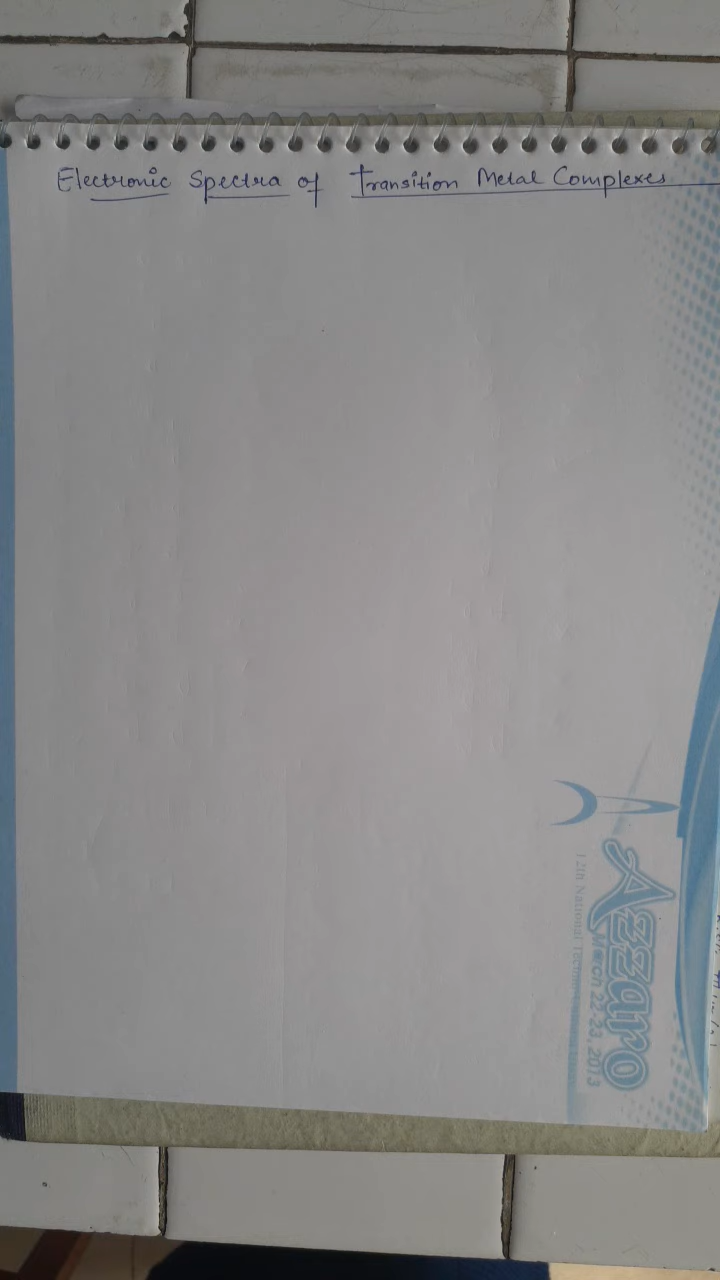 Electronic Spectra of Transition Metal Complexes
Azzaro
March 22-23, 2013
12th National